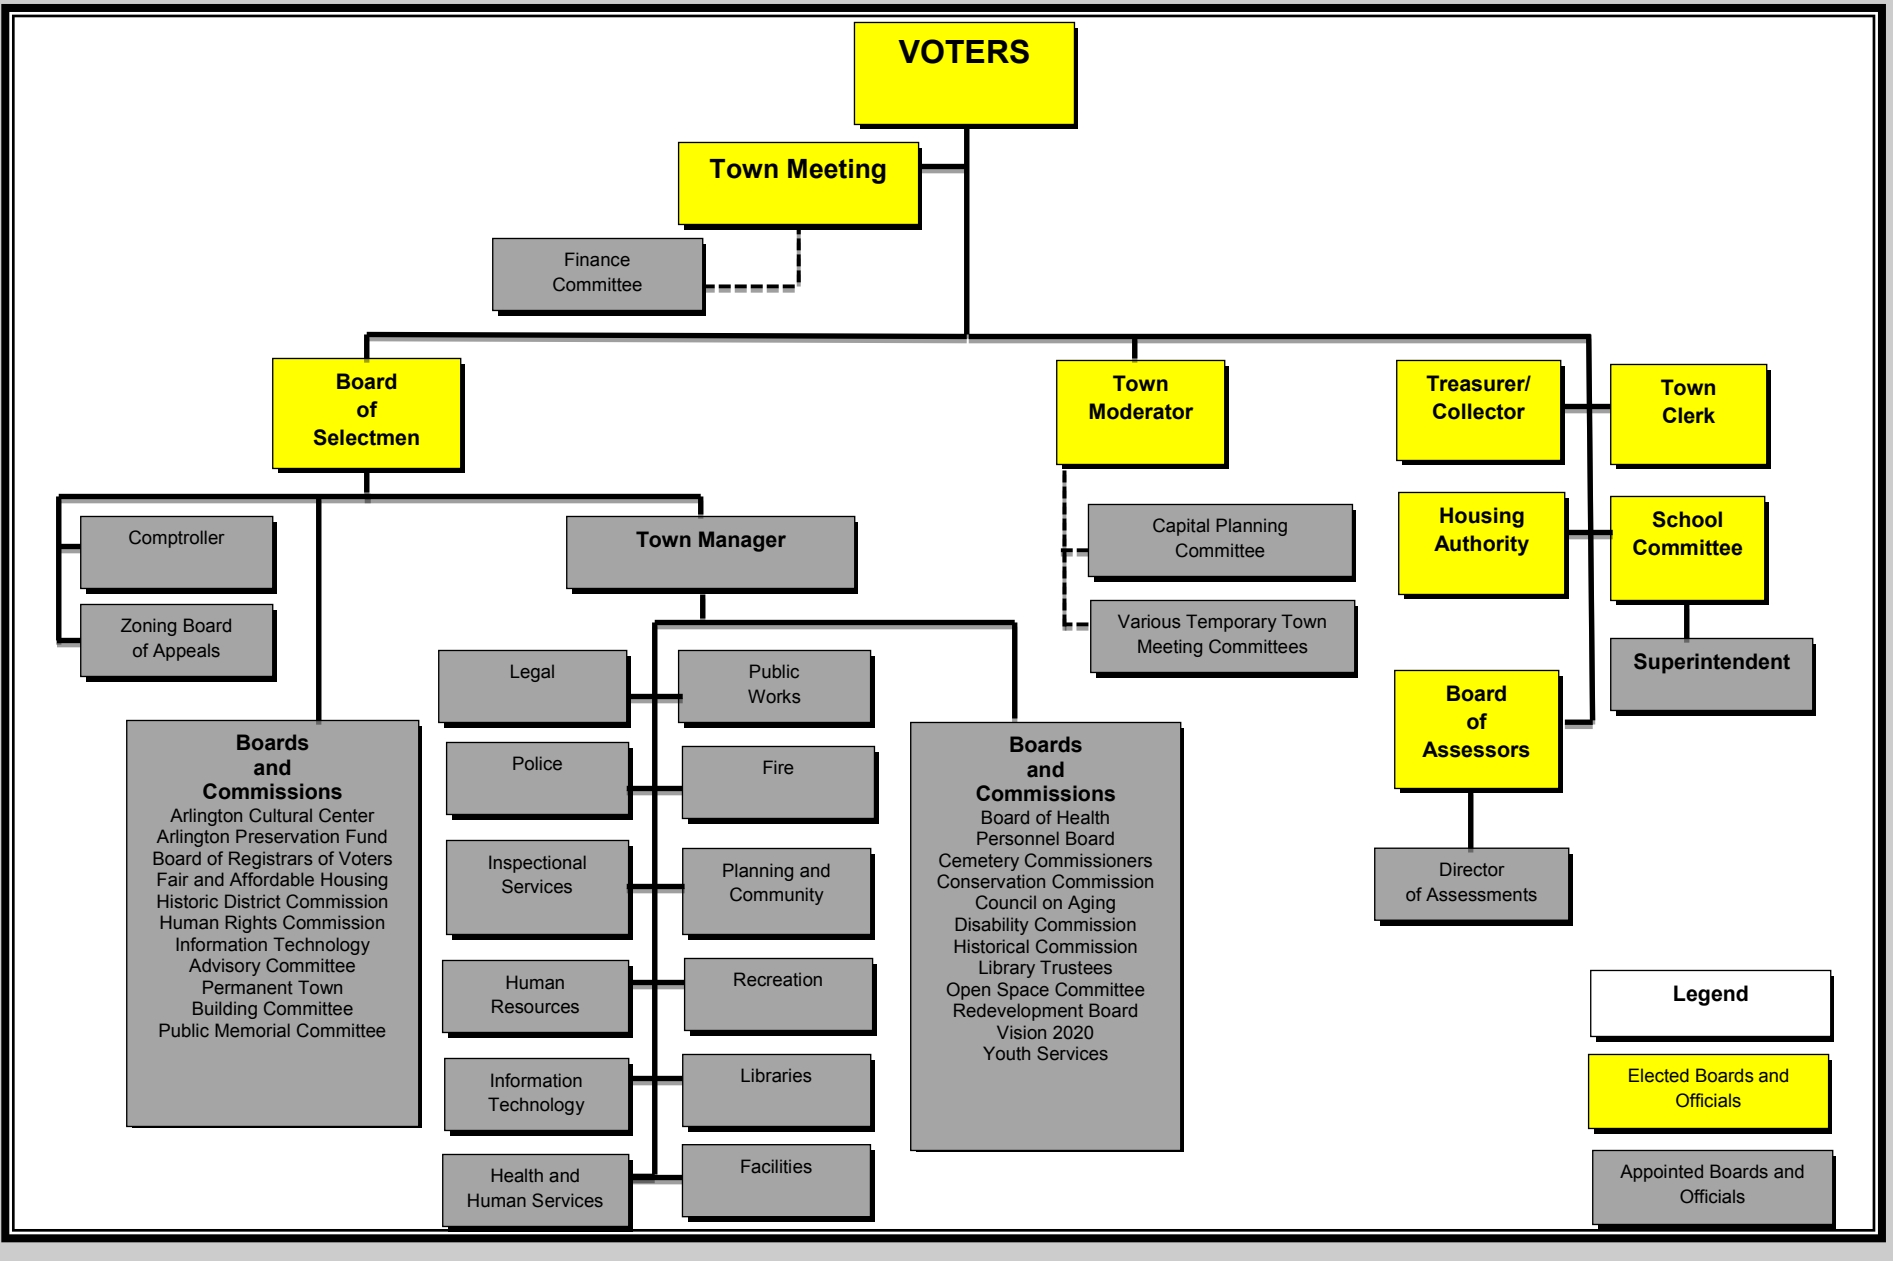 VOTERS
Town Meeting
Finance
Committee
Board
of
Selectmen
Town
Moderator
Treasurer/
Collector
Town
Clerk
Housing
Authority
School
Committee
Superintendent
Board
of
Assessors
Director
of Assessments
Capital Planning
Committee
Various Temporary Town
Meeting Committees
Comptroller
Zoning Board
of Appeals
Town Manager
Boards
and
Commissions
Arlington Cultural Center
Arlington Preservation Fund
Board of Registrars of Voters
Fair and Affordable Housing
Historic District Commission
Human Rights Commission
Information Technology
Advisory Committee
Permanent Town
Building Committee
Public Memorial Committee
Legal
Public
Works
Police
Fire
Inspectional
Services
Planning and
Community
Human
Resources
Recreation
Information
Technology
Libraries
Health and
Human Services
Facilities
Boards
and
Commissions
Board of Health
Personnel Board
Cemetery Commissioners
Conservation Commission
Council on Aging
Disability Commission
Historical Commission
Library Trustees
Open Space Committee
Redevelopment Board
Vision 2020
Youth Services
Legend
Elected Boards and
Officials
Appointed Boards and
Officials